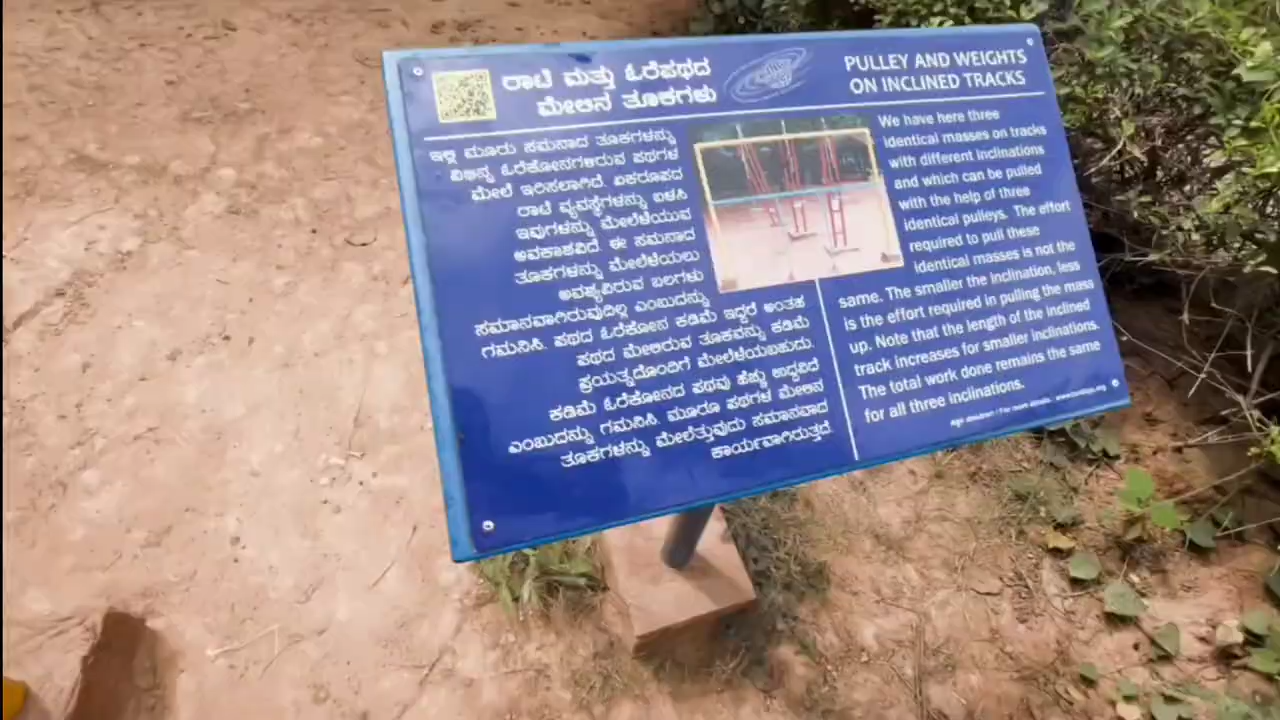 ರಾಟೆ ಮತ್ತು ಓರೆಪಥದ
ಮೇಲಿನ ತೂಕಗಳು
PULLEY AND WEIGHTS
ON INCLINED TRACKS
ಇಲ್ಲಿ ಮೂರು ಸಮನಾದ ತೂಕಗಳನ್ನು
ವಿಭಿನ್ನ ಓರೆಕೋನಗಳಿರುವ ಪಥಗಳ
ಮೇಲೆ ಇರಿಸಲಾಗಿದೆ. ಏಕರೂಪದ
ರಾಟೆ ವ್ಯವಸ್ಥೆಗಳನ್ನು ಬಳಸಿ
ಇವುಗಳನ್ನು ಮೇಲೆಳೆಯುವ
ಅವಕಾಶವಿದೆ. ಈ ಸಮನಾದ
ತೂಕಗಳನ್ನು ಮೇಲೆಳೆಯಲು
ಅವಶ್ಯವಿರುವ ಬಲಗಳು
ಸಮಾನವಾಗಿರುವುದಿಲ್ಲ ಎಂಬುದನ್ನು
ಗಮನಿಸಿ. ಪಥದ ಓರೆಕೋನ ಕಡಿಮೆ ಇದ್ದರೆ ಅಂತಹ
ಪಥದ ಮೇಲಿರುವ ತೂಕವನ್ನು ಕಡಿಮೆ
ಪ್ರಯತ್ನದೊಂದಿಗೆ ಮೇಲೆಳೆಯಬಹುದು.
ಕಡಿಮೆ ಓರೆಕೋನದ ಪಥವು ಹೆಚ್ಚು ಉದ್ದವಿದೆ
ಎಂಬುದನ್ನು ಗಮನಿಸಿ. ಮೂರೂ ಪಥಗಳ ಮೇಲಿನ
ತೂಕಗಳನ್ನು ಮೇಲೆತ್ತುವುದು ಸಮಾನವಾದ
ಕಾರ್ಯವಾಗಿರುತ್ತದೆ.
We have here three
identical masses on tracks
with different inclinations
and which can be pulled
with the help of three
identical pulleys. The effort
required to pull these
identical masses is not the
same. The smaller the inclination, less
is the effort required in pulling the mass
up. Note that the length of the inclined
track increases for smaller inclinations.
The total work done remains the same
for all three inclinations.